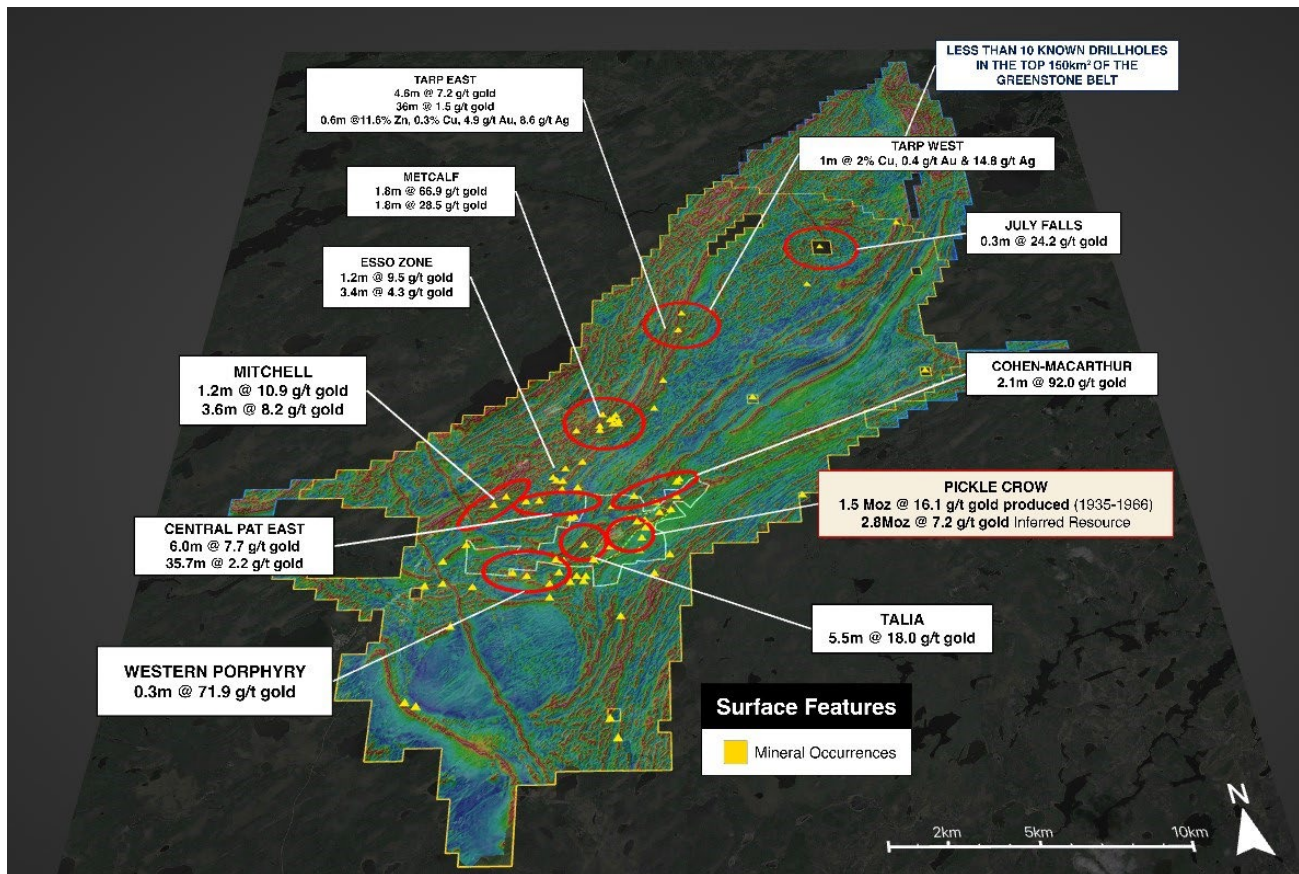 LESS THAN 10 KNOWN DRILLHOLES
IN THE TOP 150km² OF THE
GREENSTONE BELT
TARP EAST
4.6m @ 7.2 g/t gold
36m @ 1.5 g/t gold
0.6m @11.6% Zn, 0.3% Cu, 4.9 g/t Au, 8.6 g/t Ag
TARP WEST
1m @ 2% Cu, 0.4 g/t Au & 14.8 g/t Ag
METCALF
1.8m @ 66.9 g/t gold
1.8m @ 28.5 g/t gold
JULY FALLS
0.3m @ 24.2 g/t gold
ESSO ZONE
1.2m @ 9.5 g/t gold
3.4m @ 4.3 g/t gold
MITCHELL
1.2m @ 10.9 g/t gold
3.6m @ 8.2 g/t gold
COHEN-MACARTHUR
2.1m @ 92.0 g/t gold
PICKLE CROW
1.5 Moz @ 16.1 g/t gold produced (1935-1966)
2.8Moz @ 7.2 g/t gold Inferred Resource
CENTRAL PAT EAST
6.0m @ 7.7 g/t gold
35.7m @ 2.2 g/t gold
TALIA
5.5m @ 18.0 g/t gold
WESTERN PORPHYRY
0.3m @ 71.9 g/t gold
Surface Features
Mineral Occurrences
N
2km 5km 10km